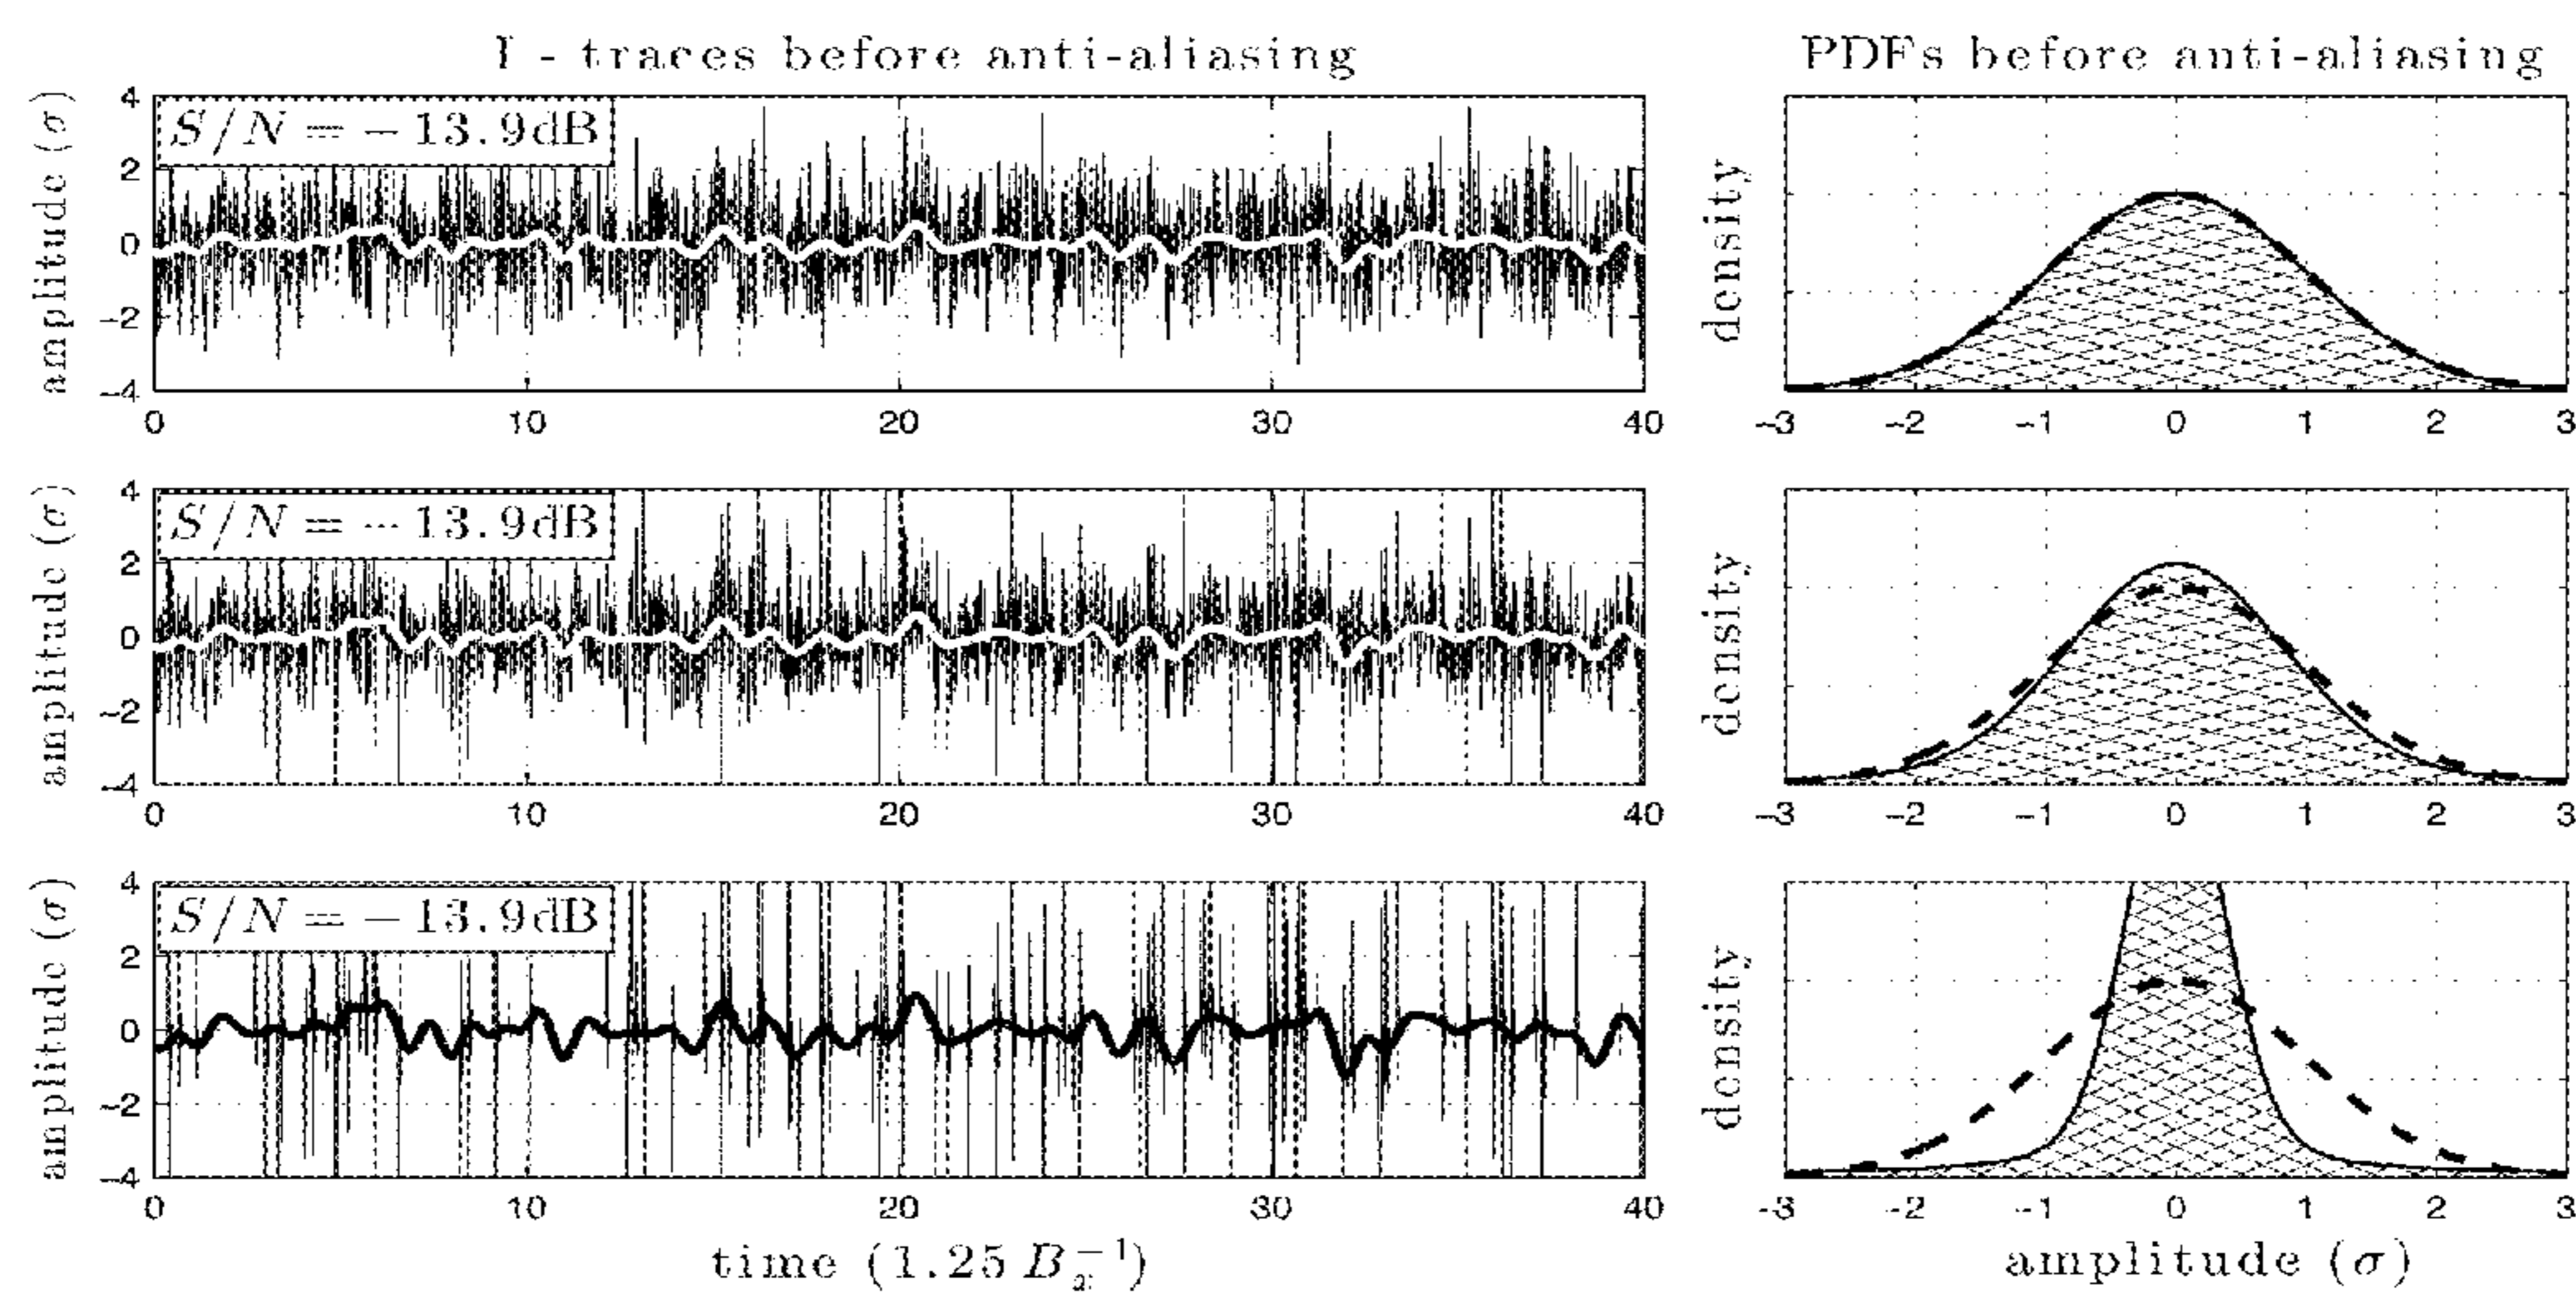 I - traces before anti-aliasing
PDFs before anti-aliasing
amplitude (σ)
4
2
0
-2
-4
S/N = -13.9dB
0 10 20 30 40
density
-3 -2 -1 0 1 2 3
amplitude (σ)
4
2
0
-2
-4
S/N = -13.9dB
0 10 20 30 40
density
-3 -2 -1 0 1 2 3
amplitude (σ)
4
2
0
-2
-4
S/N = -13.9dB
0 10 20 30 40
time (1.25 B_x^{-1})
density
-3 -2 -1 0 1 2 3
amplitude (σ)